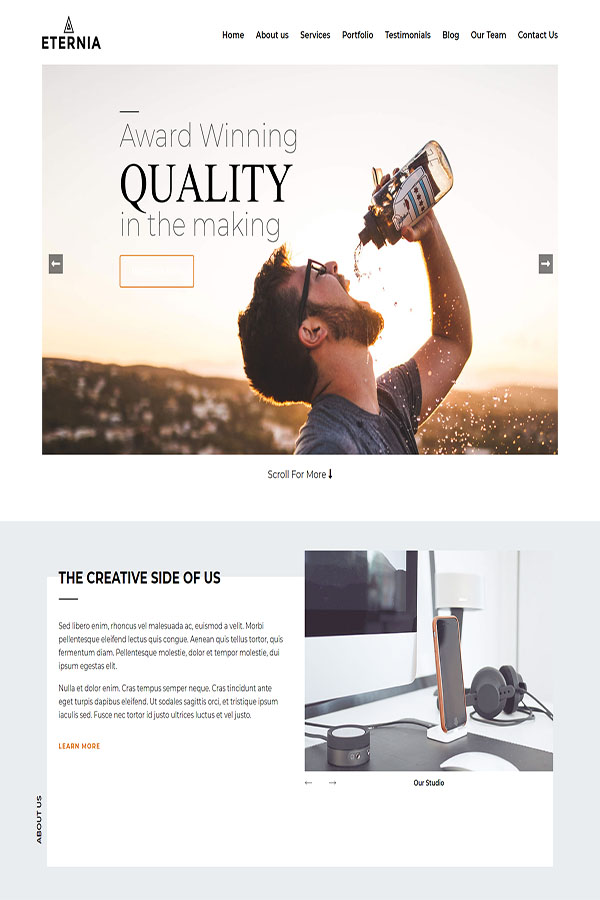 ETERNIA
Home About us Services Portfolio Testimonials Blog Our Team Contact Us
Award Winning
QUALITY
in the making
Scroll For More
THE CREATIVE SIDE OF US
Sed libero enim, rhoncus vel malesuada ac, euismod a velit. Morbi
pellentesque eleifend lectus quis congue. Aenean quis tellus tortor, quis
fermentum diam. Pellentesque molestie, dolor et tempor molestie, dui
ipsum egestas elit.
Nulla et dolor enim. Cras tempus semper neque. Cras tincidunt ante
eget turpis dapibus eleifend. Ut sodales sagittis orci, et tristique ipsum
iaculis sed. Fusce nec tortor id justo ultrices luctus et vel justo.
LEARN MORE
Our Studio
ABOUT US